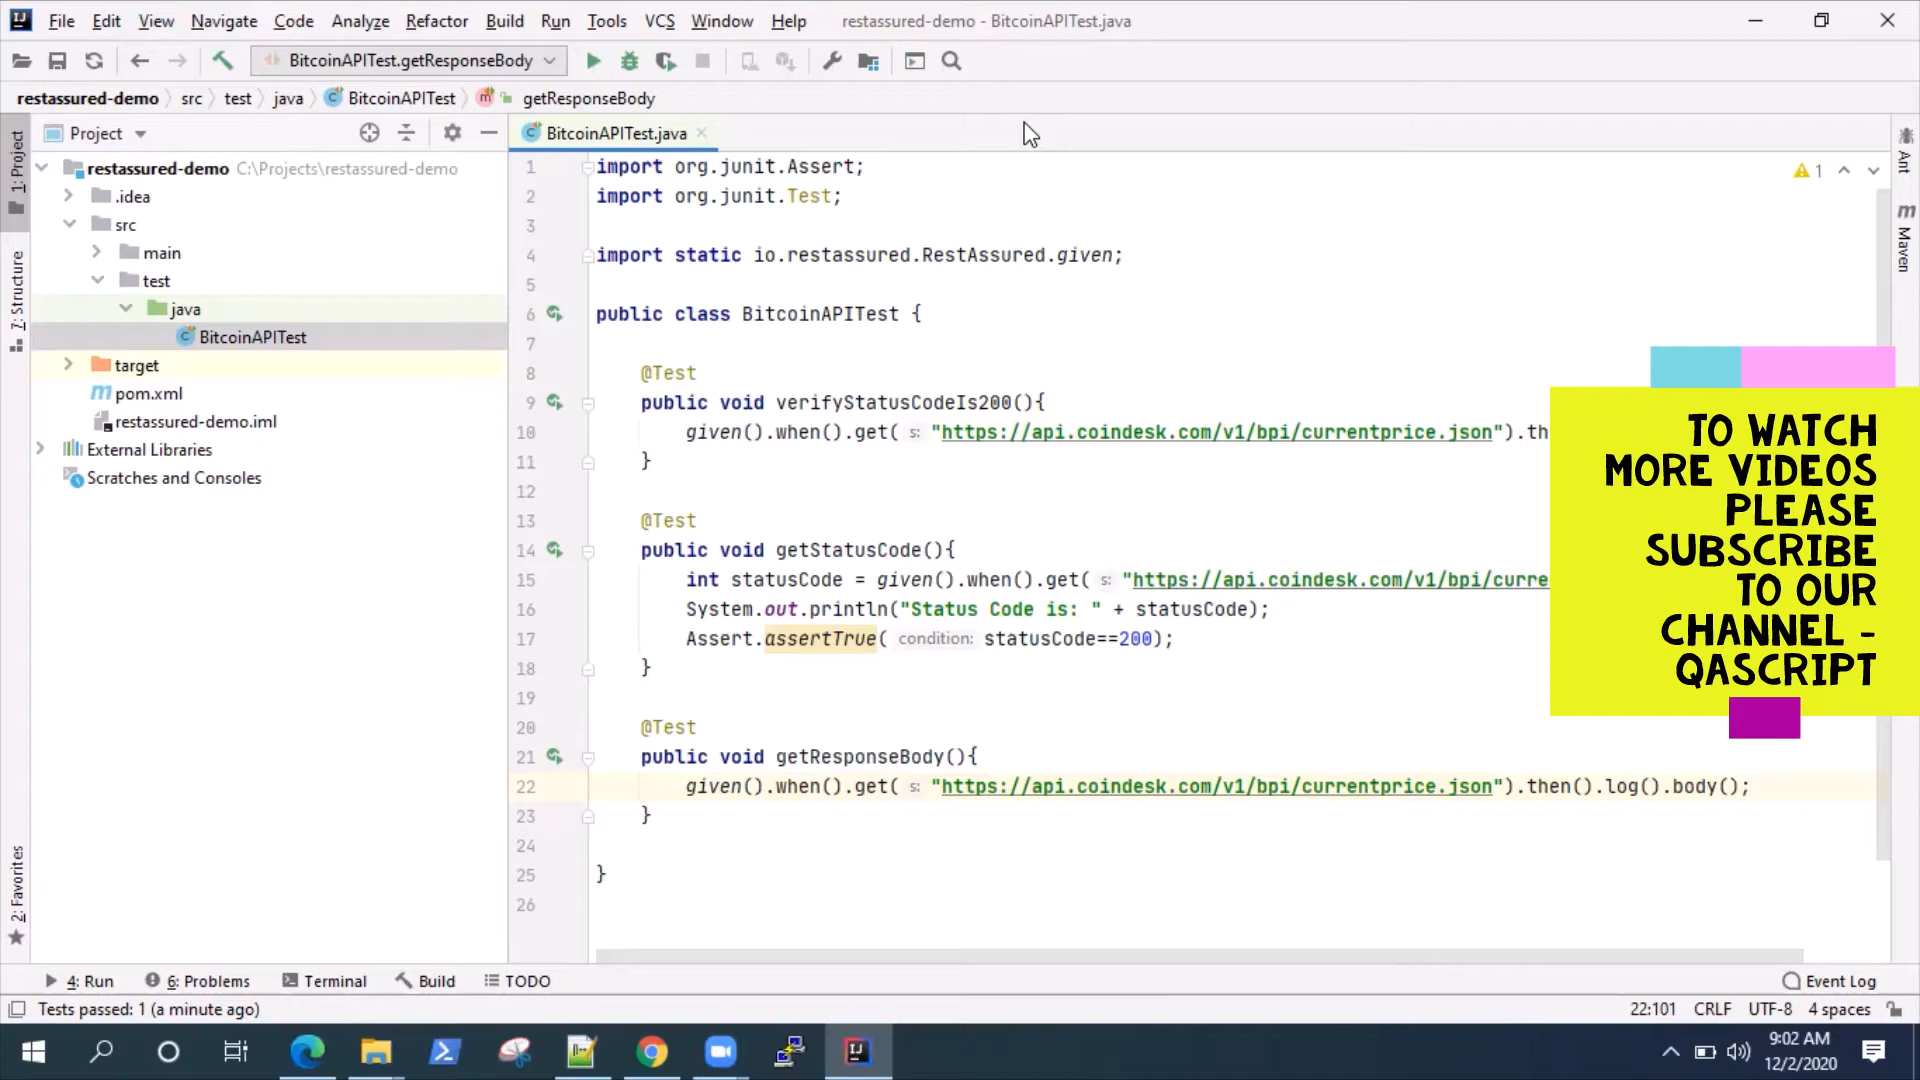 File Edit View Navigate Code Analyze Refactor Build Run Tools VCS Window Help restassured-demo - BitcoinAPITest.java
BitcoinAPITest.getResponseBody
restassured-demo src test java BitcoinAPITest getResponseBody
Project
BitcoinAPITest.java
1: Project
7: Structure
2: Favorites
restassured-demo C:\Projects\restassured-demo
.idea
src
main
test
java
BitcoinAPITest
target
pom.xml
restassured-demo.iml
External Libraries
Scratches and Consoles
1 import org.junit.Assert;
2 import org.junit.Test;
3
4 import static io.restassured.RestAssured.given;
5
6 public class BitcoinAPITest {
7
8 @Test
9 public void verifyStatusCodeIs200(){
10 given().when().get( s: "https://api.coindesk.com/v1/bpi/currentprice.json").th
11 }
12
13 @Test
14 public void getStatusCode(){
15 int statusCode = given().when().get( s: "https://api.coindesk.com/v1/bpi/curre
16 System.out.println("Status Code is: " + statusCode);
17 Assert.assertTrue( condition: statusCode==200);
18 }
19
20 @Test
21 public void getResponseBody(){
22 given().when().get( s: "https://api.coindesk.com/v1/bpi/currentprice.json").then().log().body();
23 }
24
25 }
26
1
Ant
Maven
TO WATCH
MORE VIDEOS
PLEASE
SUBSCRIBE
TO OUR
CHANNEL -
QASCRIPT
4: Run 6: Problems Terminal Build TODO Event Log
Tests passed: 1 (a minute ago) 22:101 CRLF UTF-8 4 spaces
9:02 AM
12/2/2020